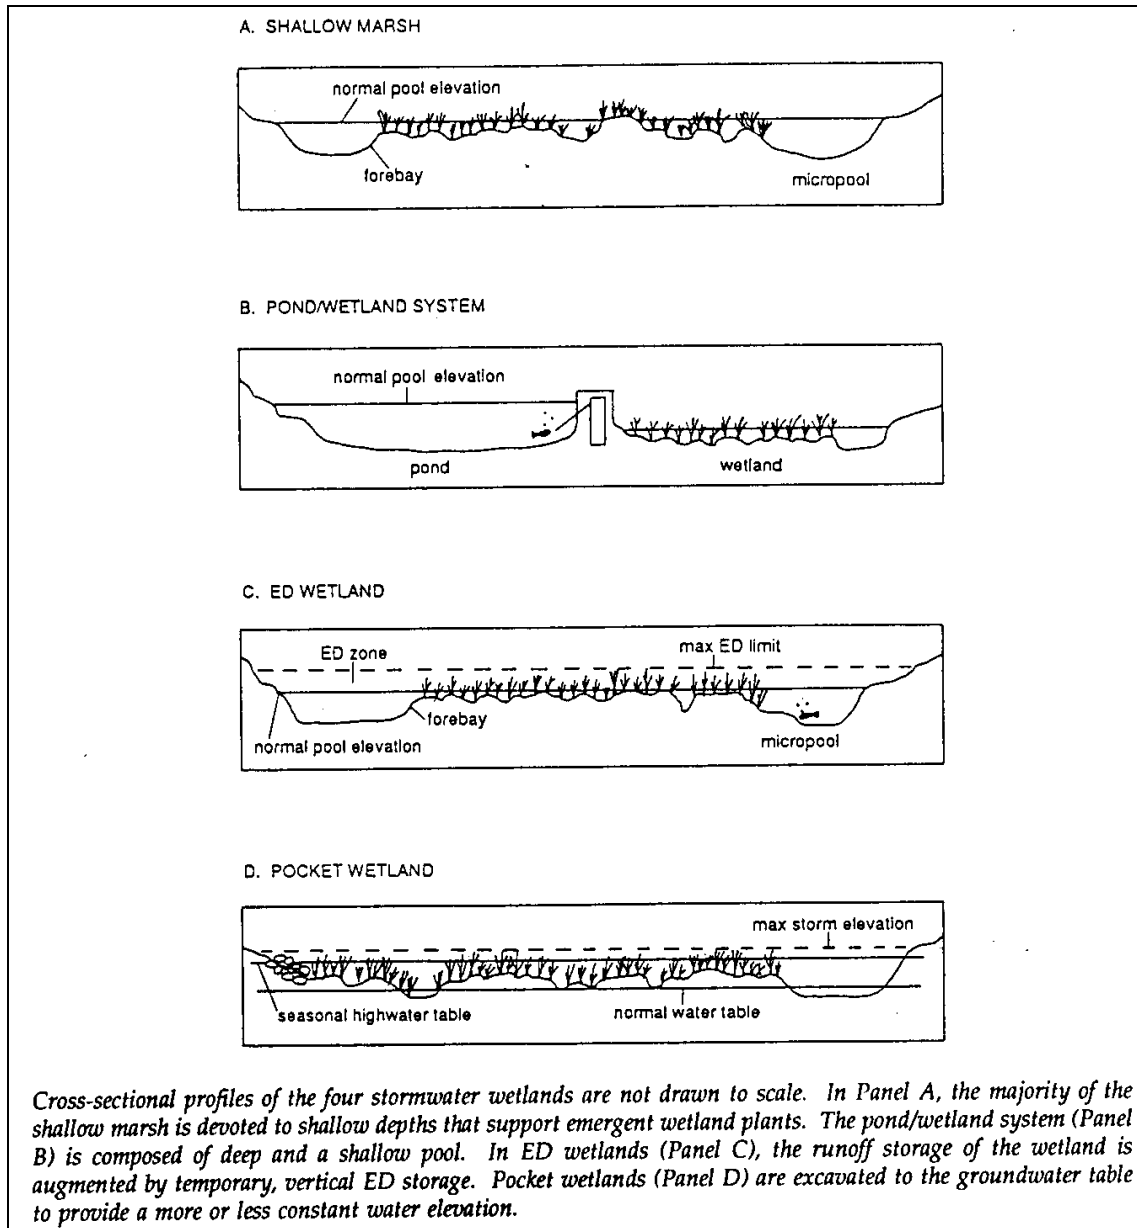 A. SHALLOW MARSH
normal pool elevation
forebay
micropool
B. POND/WETLAND SYSTEM
normal pool elevation
pond
wetland
C. ED WETLAND
ED zone
max ED limit
forebay
normal pool elevation
micropool
D. POCKET WETLAND
max storm elevation
seasonal highwater table
normal water table
Cross-sectional profiles of the four stormwater wetlands are not drawn to scale. In Panel A, the majority of the
shallow marsh is devoted to shallow depths that support emergent wetland plants. The pond/wetland system (Panel
B) is composed of deep and a shallow pool. In ED wetlands (Panel C), the runoff storage of the wetland is
augmented by temporary, vertical ED storage. Pocket wetlands (Panel D) are excavated to the groundwater table
to provide a more or less constant water elevation.